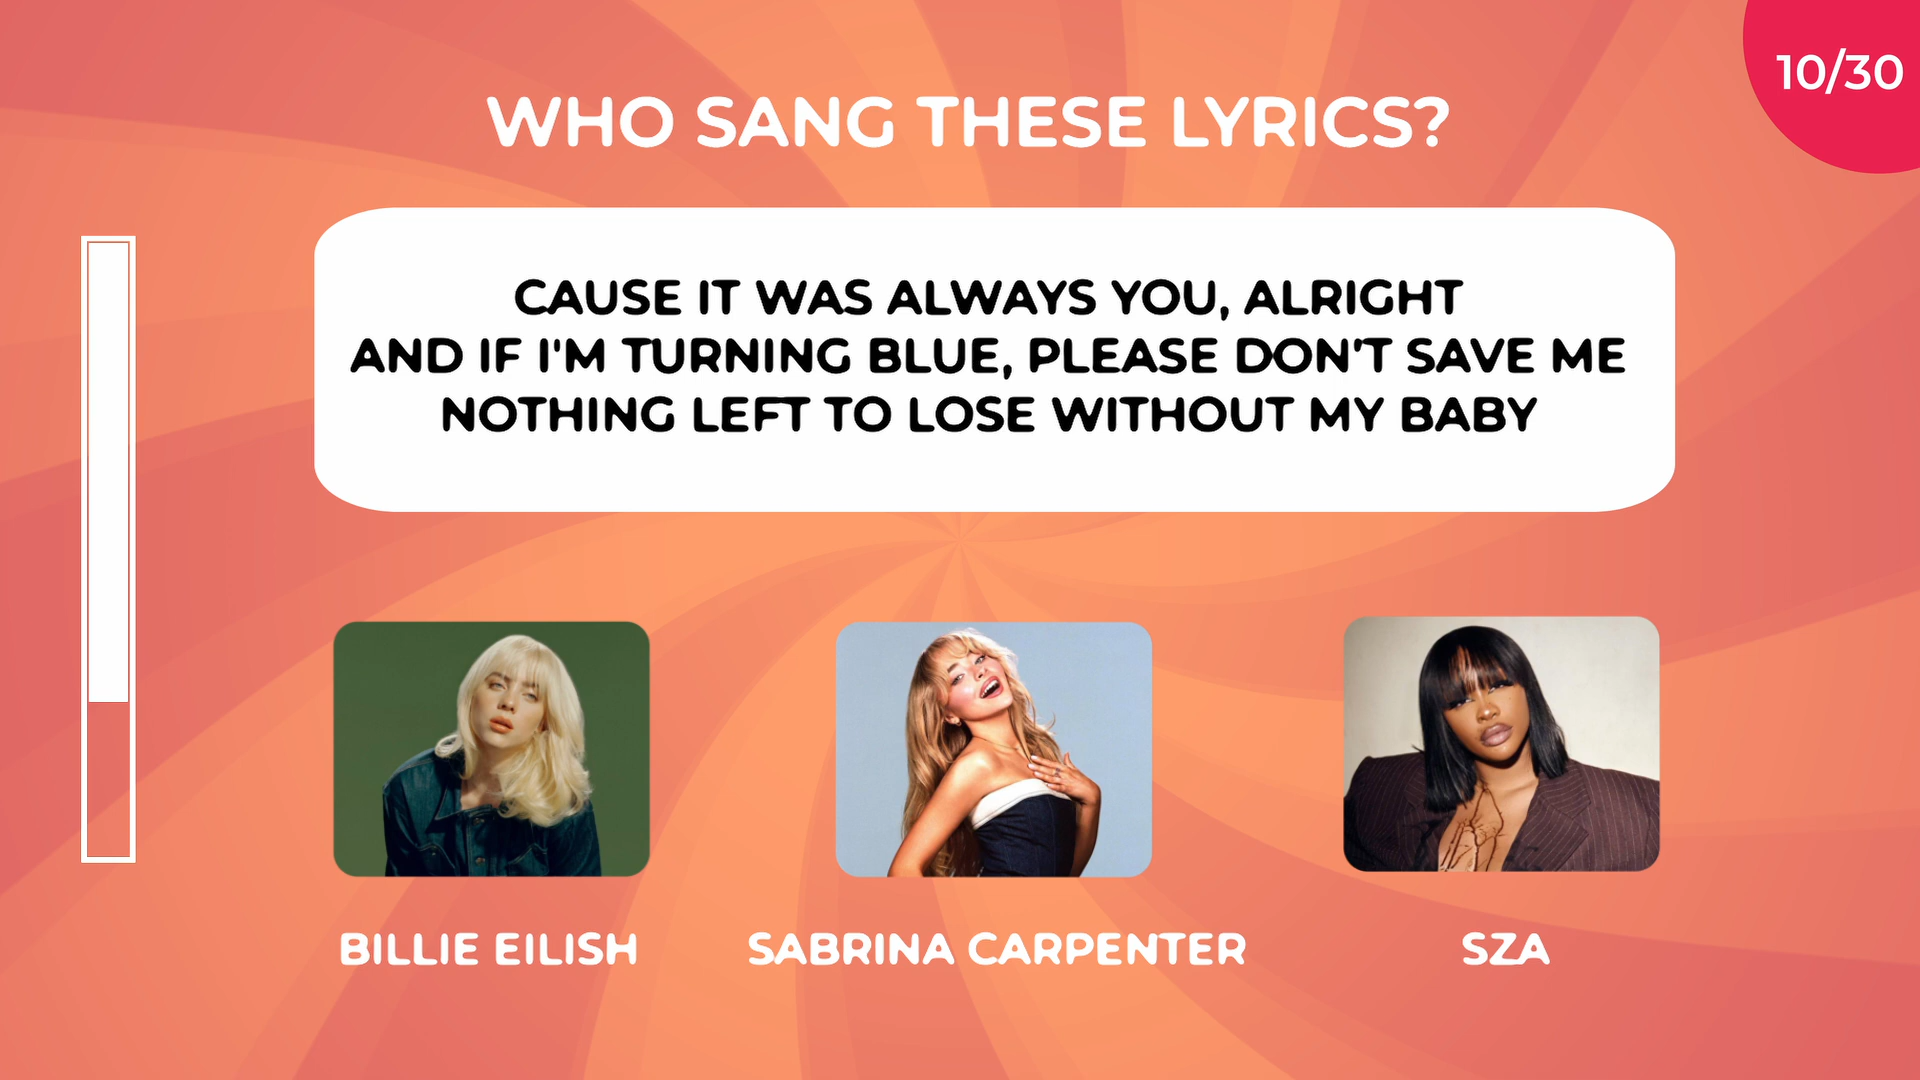 10/30
WHO SANG THESE LYRICS?
CAUSE IT WAS ALWAYS YOU, ALRIGHT
AND IF I'M TURNING BLUE, PLEASE DON'T SAVE ME
NOTHING LEFT TO LOSE WITHOUT MY BABY
BILLIE EILISH
SABRINA CARPENTER
SZA